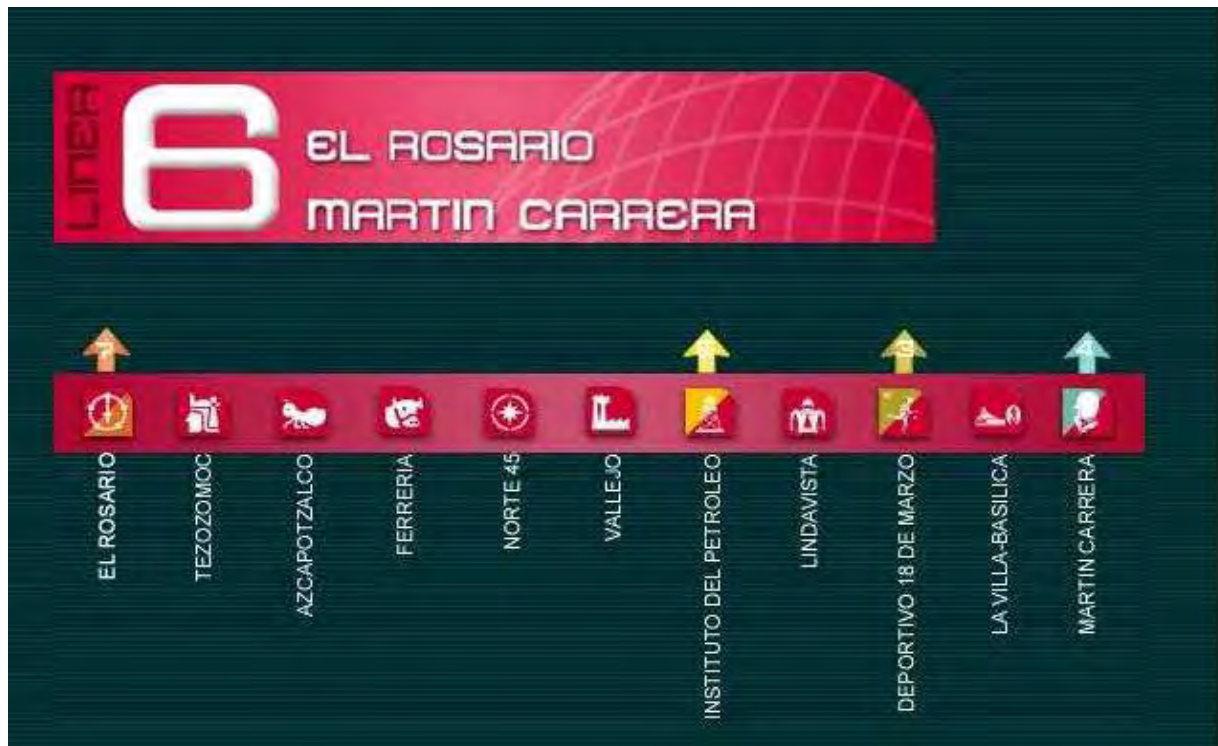 LINEA
6
EL ROSARIO
MARTIN CARRERA
EL ROSARIO
TEZOZOMOC
AZCAPOTZALCO
FERRERIA
NORTE 45
VALLEJO
INSTITUTO DEL PETROLEO
LINDAVISTA
DEPORTIVO 18 DE MARZO
LA VILLA-BASILICA
MARTIN CARRERA